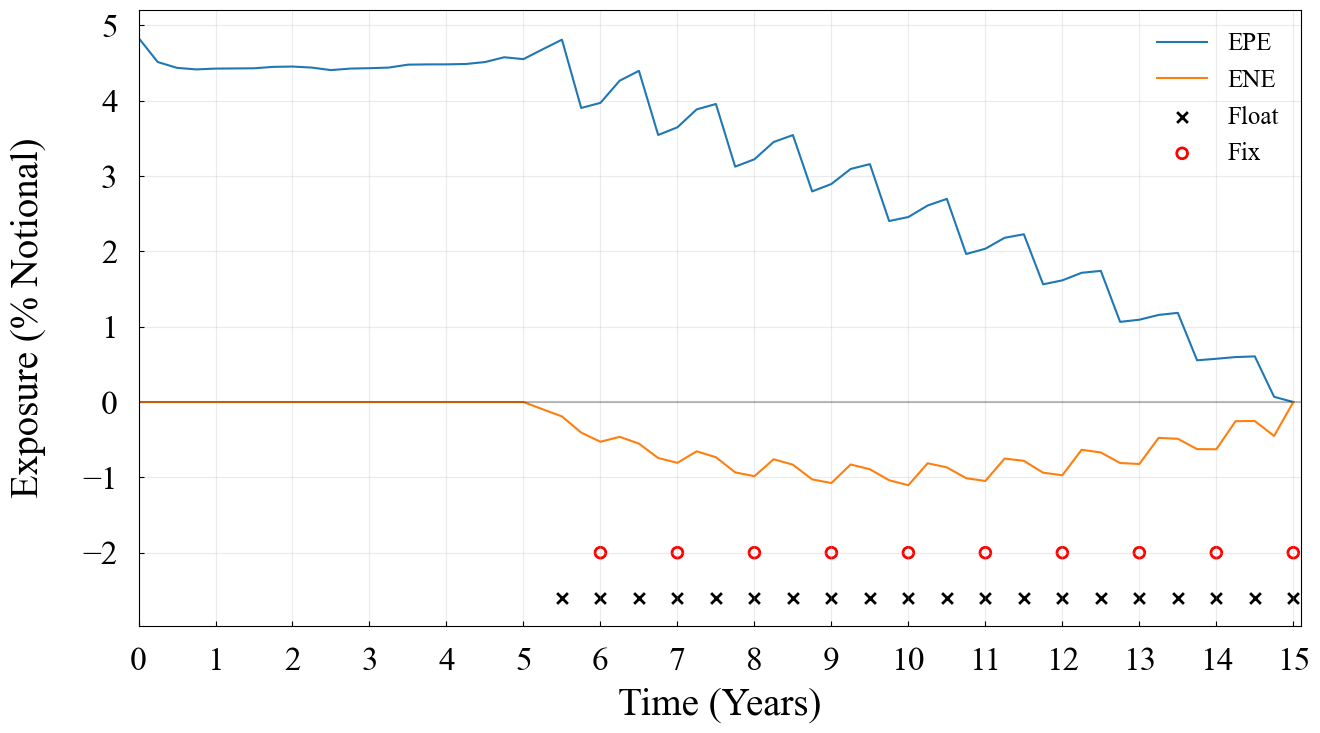 5
4
3
2
1
0
−1
−2
Exposure (% Notional)
EPE
ENE
Float
Fix
0 1 2 3 4 5 6 7 8 9 10 11 12 13 14 15
Time (Years)